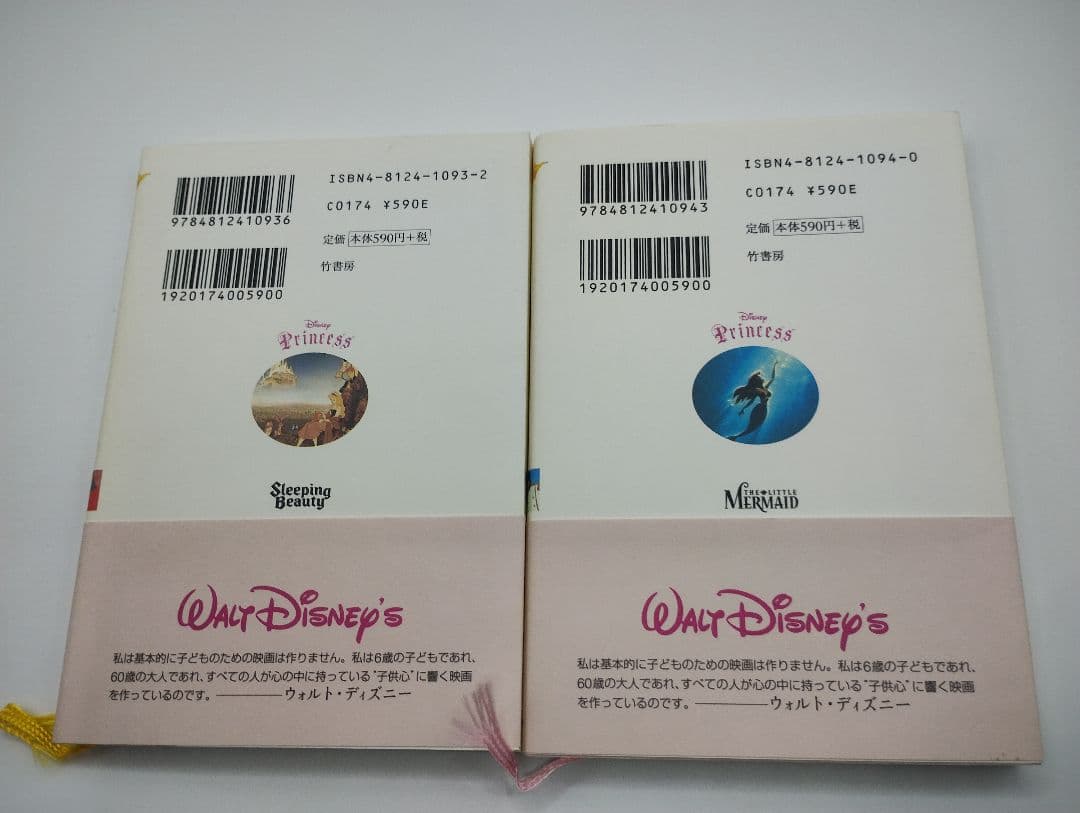 ISBN4-8124-1093-2
C0174 ¥590E
9784812410936
定価 本体590円+税
竹書房
1920174005900
Disney
Princess
Sleeping
Beauty
WALT DISNEY'S
私は基本的に子どものための映画は作りません。私は6歳の子どもであれ、
60歳の大人であれ、すべての人が心の中に持っている“子供心”に響く映画
を作っているのです。————ウォルト・ディズニー
ISBN4-8124-1094-0
C0174 ¥590E
9784812410943
定価 本体590円+税
竹書房
1920174005900
Disney
Princess
THE LITTLE
MERMAID
WALT DISNEY'S
私は基本的に子どものための映画は作りません。私は6歳の子どもであれ、
60歳の大人であれ、すべての人が心の中に持っている“子供心”に響く映画
を作っているのです。————ウォルト・ディズニー